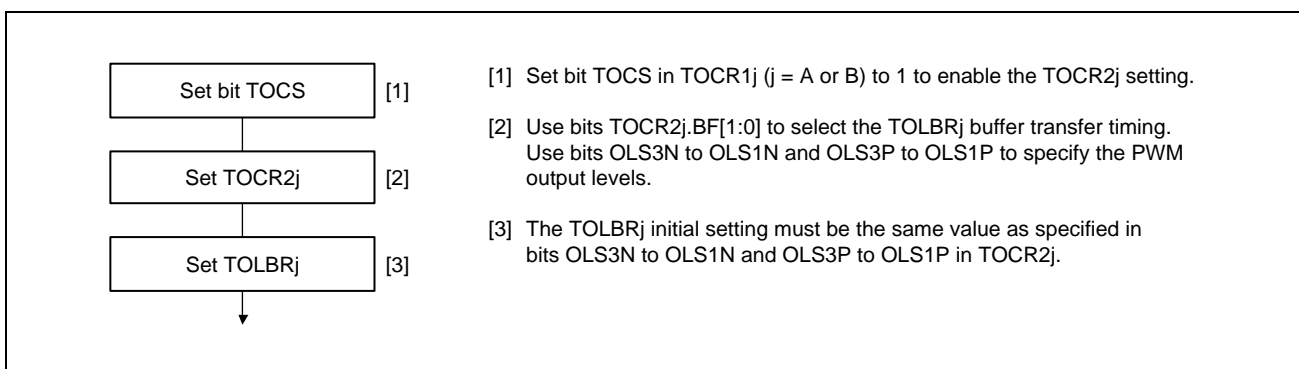 Set bit TOCS
[1]
Set TOCR2j
[2]
Set TOLBRj
[3]
[1] Set bit TOCS in TOCR1j (j = A or B) to 1 to enable the TOCR2j setting.
[2] Use bits TOCR2j.BF[1:0] to select the TOLBRj buffer transfer timing.
Use bits OLS3N to OLS1N and OLS3P to OLS1P to specify the PWM
output levels.
[3] The TOLBRj initial setting must be the same value as specified in
bits OLS3N to OLS1N and OLS3P to OLS1P in TOCR2j.